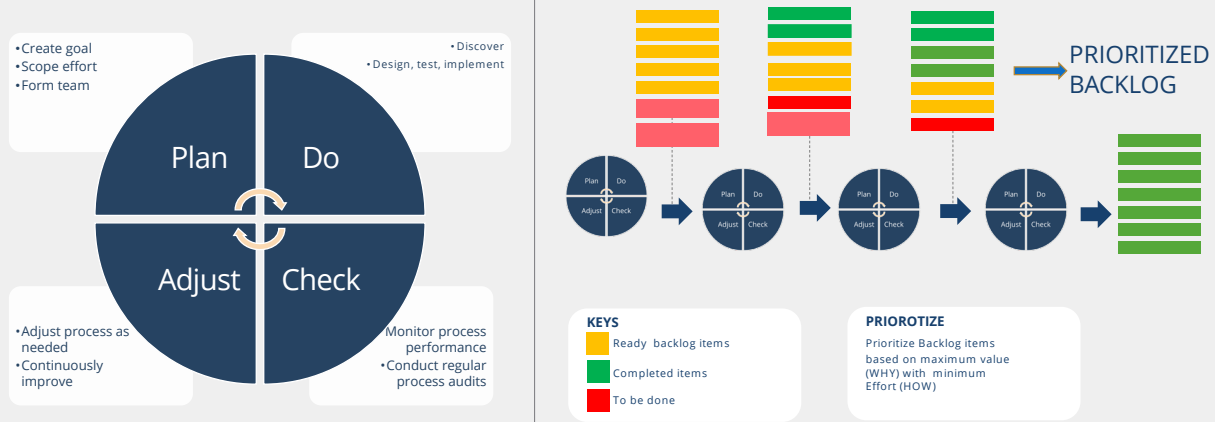 •Create goal
•Scope effort
•Form team
•Discover
•Design, test, implement
Plan
Do
Adjust
Check
•Adjust process as
needed
•Continuously
improve
Monitor process
performance
•Conduct regular
process audits
PRIORITIZED
BACKLOG
Plan Do
Adjust Check
Plan Do
Adjust Check
Plan Do
Adjust Check
Plan Do
Adjust Check
KEYS
Ready backlog items
Completed items
To be done
PRIOROTIZE
Prioritize Backlog items
based on maximum value
(WHY) with minimum
Effort (HOW)